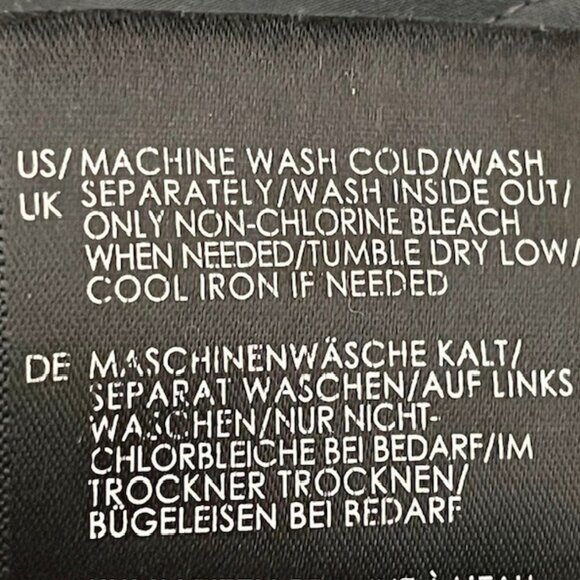 US/ MACHINE WASH COLD/WASH
UK SEPARATELY/WASH INSIDE OUT/
ONLY NON-CHLORINE BLEACH
WHEN NEEDED/TUMBLE DRY LOW/
COOL IRON IF NEEDED
DE MASCHINENWÄSCHE KALT/
SEPARAT WASCHEN/AUF LINKS
WASCHEN/NUR NICHT-
CHLORBLEICHE BEI BEDARF/IM
TROCKNER TROCKNEN/
BÜGELEISEN BEI BEDARF